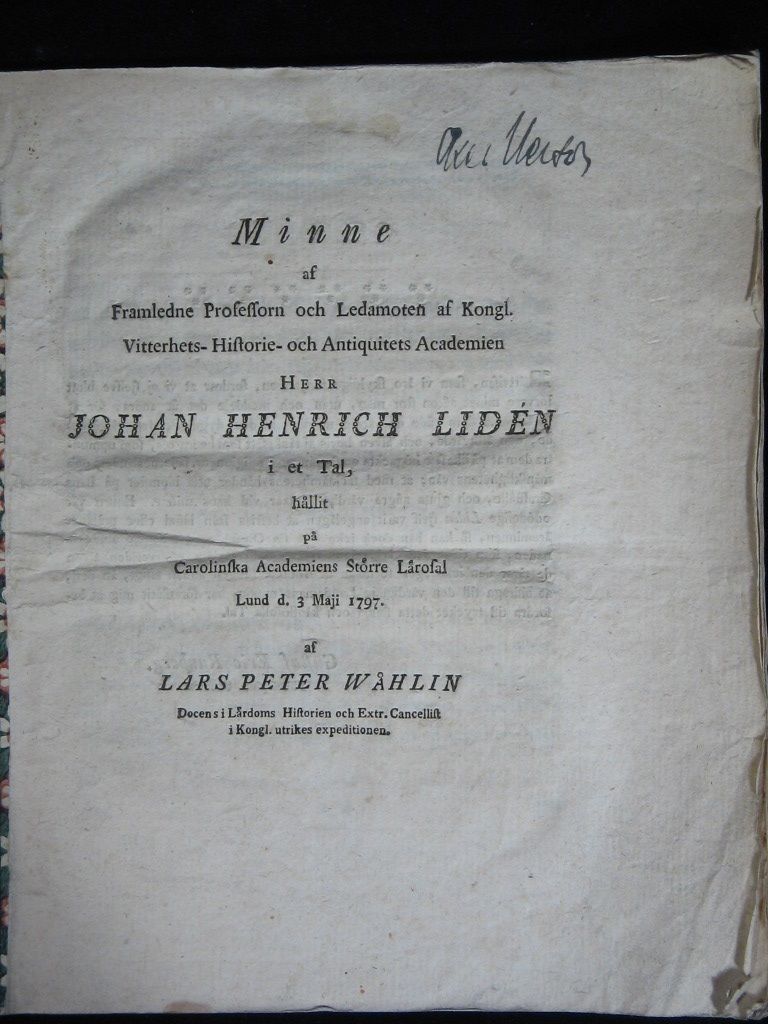 Minne
af
Framledne Profeſſorn och Ledamoten af Kongl.
Vitterhets- Hiſtorie- och Antiquitets Academien
HERR
JOHAN HENRICH LIDÉN
i et Tal,
hållit
på
Carolinſka Academiens Större Läroſal
Lund d. 3 Maji 1797.
af
LARS PETER WÅHLIN
Docens i Lärdoms Hiſtorien och Extr. Cancelliſt
i Kongl. utrikes expeditionen.